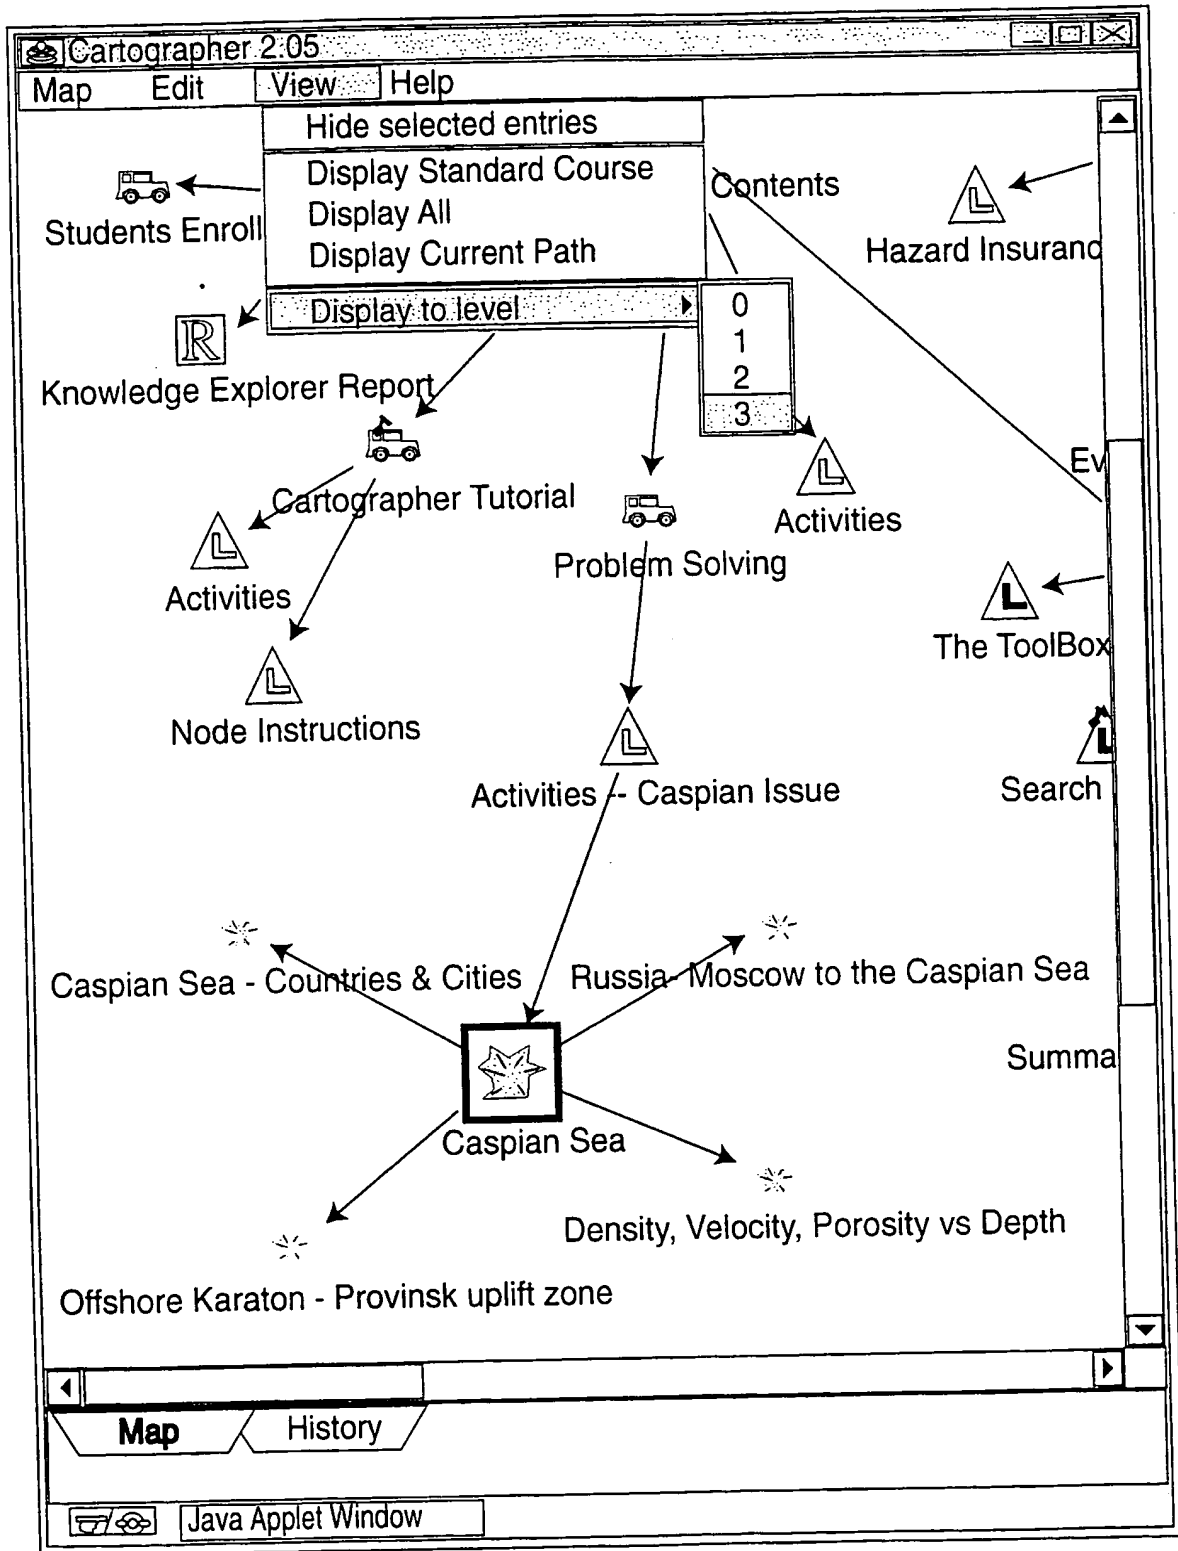 Cartographer 2.05
Map Edit View Help
Hide selected entries
Display Standard Course
Display All
Display Current Path
Display to level
0
1
2
3
Contents
Students Enroll
Hazard Insuranc
R
Knowledge Explorer Report
L
Cartographer Tutorial
L
Ev
Activities
L
Problem Solving
Activities
L
The ToolBox
L
Node Instructions
L
L
Activities -- Caspian Issue
Search
Caspian Sea - Countries & Cities
Russia- Moscow to the Caspian Sea
Summa
Caspian Sea
Density, Velocity, Porosity vs Depth
Offshore Karaton - Provinsk uplift zone
Map History
Java Applet Window